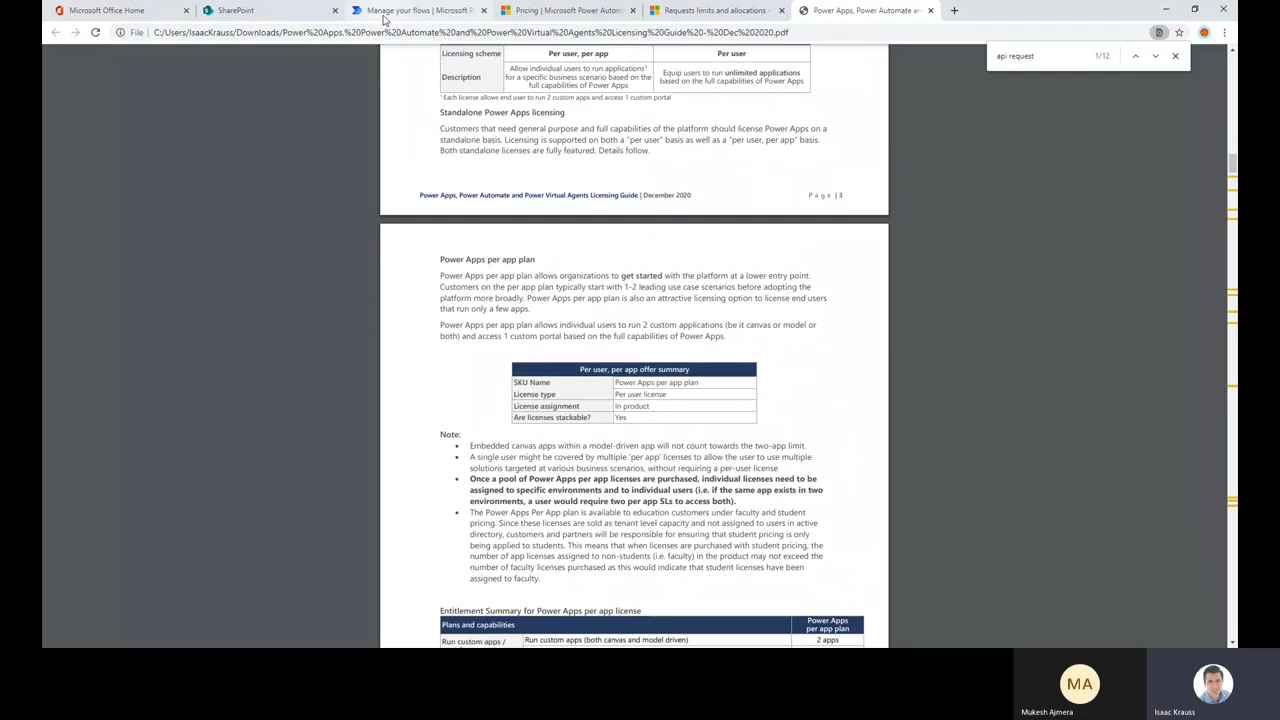 Microsoft Office Home
SharePoint
Manage your flows | Microsoft P
Pricing | Microsoft Power Autom
Requests limits and allocations -
Power Apps, Power Automate an
File
C:/Users/IsaacKrauss/Downloads/Power%20Apps,%20Power%20Automate%20and%20Power%20Virtual%20Agents%20Licensing%20Guide%20-%20Dec%202020.pdf
api request
1/12
Licensing scheme Per user, per app Per user
Description
Allow individual users to run applications¹
for a specific business scenario based on the
full capabilities of Power Apps
Equip users to run unlimited applications
based on the full capabilities of Power Apps
¹ Each license allows end user to run 2 custom apps and access 1 custom portal
Standalone Power Apps licensing
Customers that need general purpose and full capabilities of the platform should license Power Apps on a
standalone basis. Licensing is supported on both a “per user” basis as well as a “per user, per app” basis.
Both standalone licenses are fully featured. Details follow.
Power Apps, Power Automate and Power Virtual Agents Licensing Guide | December 2020
Page | 3
Power Apps per app plan
Power Apps per app plan allows organizations to get started with the platform at a lower entry point.
Customers on the per app plan typically start with 1-2 leading use case scenarios before adopting the
platform more broadly. Power Apps per app plan is also an attractive licensing option to license end users
that run only a few apps.
Power Apps per app plan allows individual users to run 2 custom applications (be it canvas or model or
both) and access 1 custom portal based on the full capabilities of Power Apps.
Per user, per app offer summary
SKU Name Power Apps per app plan
License type Per user license
License assignment In product
Are licenses stackable? Yes
Note:
• Embedded canvas apps within a model-driven app will not count towards the two-app limit.
• A single user might be covered by multiple ‘per app’ licenses to allow the user to use multiple
solutions targeted at various business scenarios, without requiring a per-user license
• Once a pool of Power Apps per app licenses are purchased, individual licenses need to be
assigned to specific environments and to individual users (i.e. if the same app exists in two
environments, a user would require two per app SLs to access both).
• The Power Apps Per App plan is available to education customers under faculty and student
pricing. Since these licenses are sold as tenant level capacity and not assigned to users in active
directory, customers and partners will be responsible for ensuring that student pricing is only
being applied to students. This means that when licenses are purchased with student pricing, the
number of app licenses assigned to non-students (i.e. faculty) in the product may not exceed the
number of faculty licenses purchased as this would indicate that student licenses have been
assigned to faculty.
Entitlement Summary for Power Apps per app license
Plans and capabilities
Power Apps
per app plan
Run custom apps /
Run custom apps (both canvas and model driven)
2 apps
MA
Mukesh Ajmera
Isaac Krauss